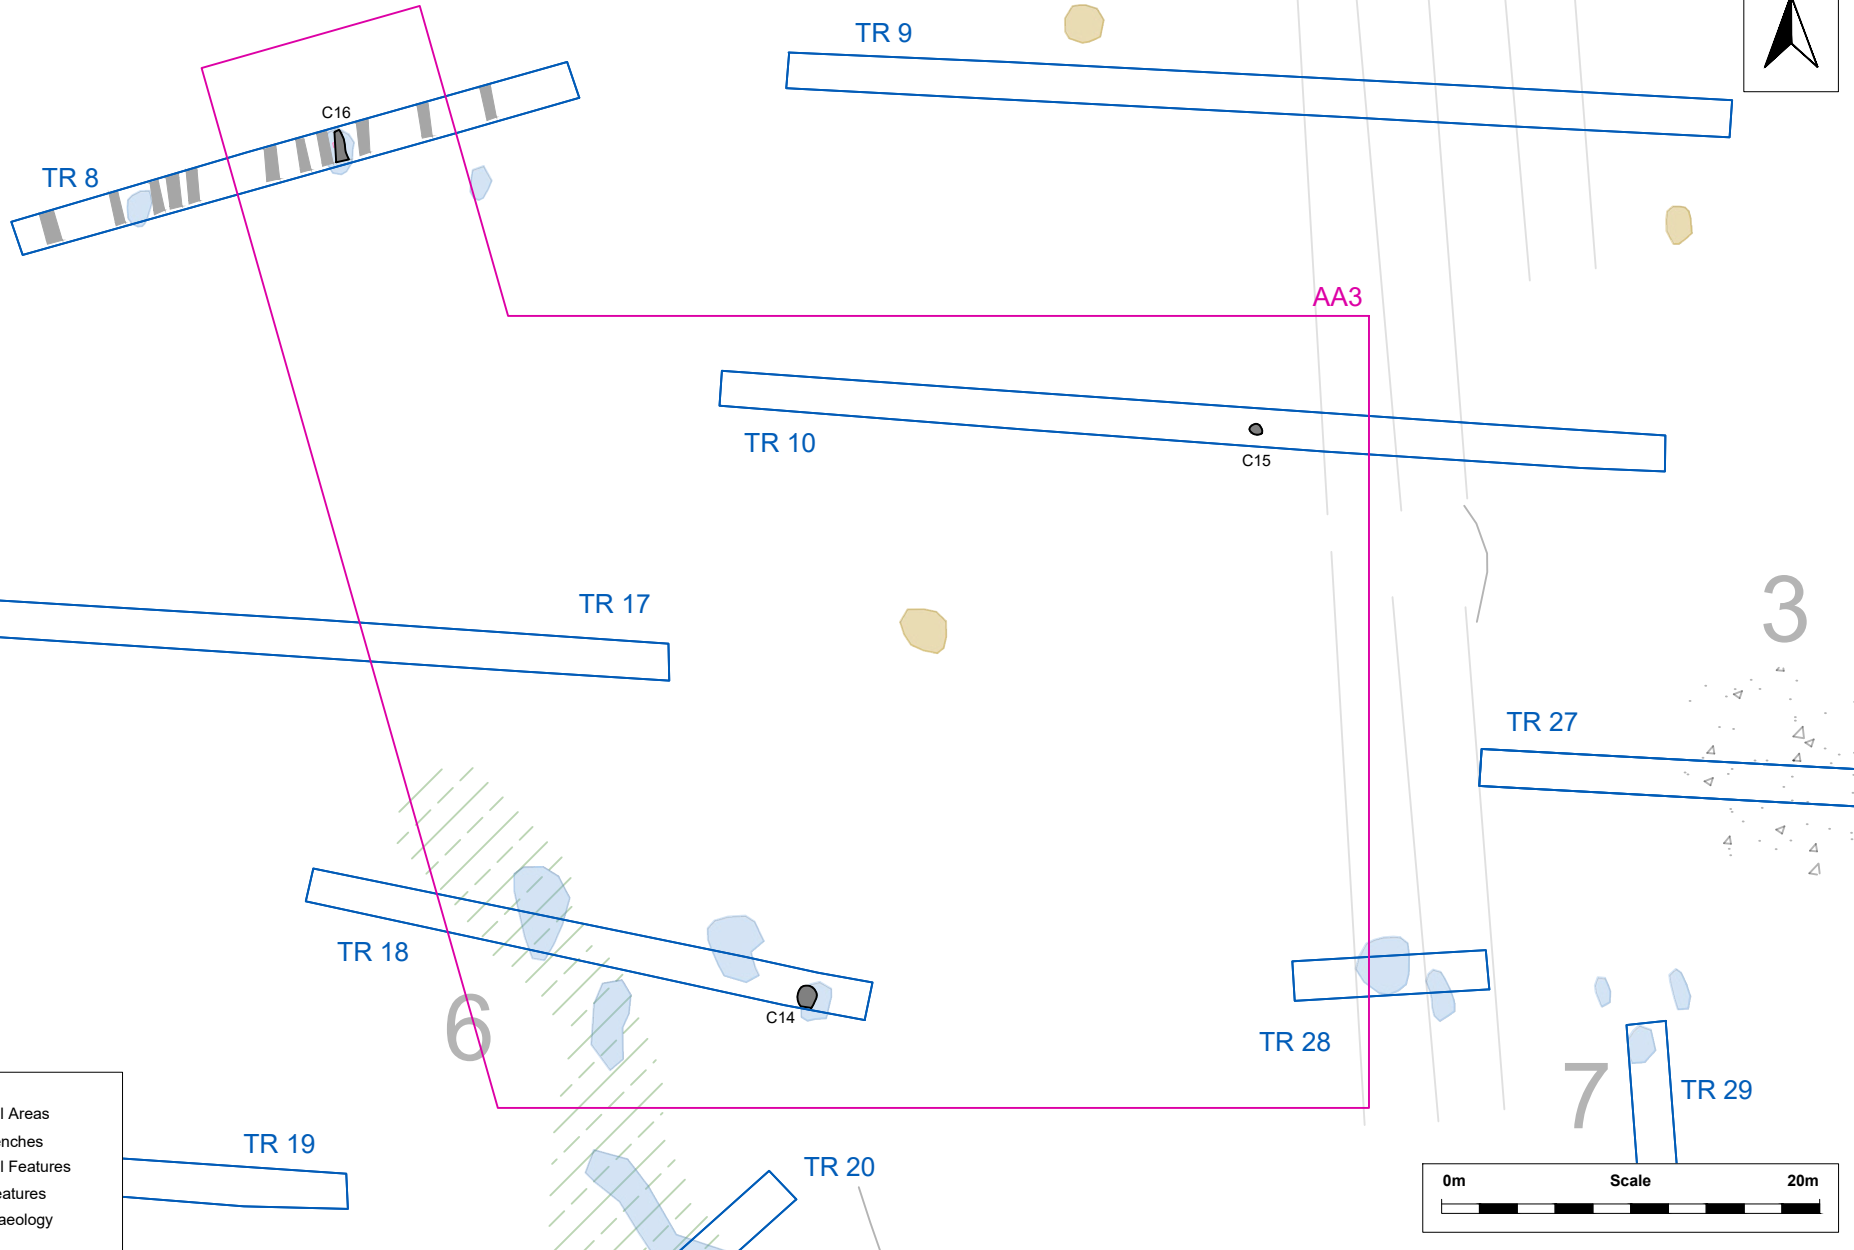 TR 9
C16
TR 8
AA3
TR 10
C15
TR 17
3
TR 27
TR 18
6
C14
TR 28
7
TR 29
TR 19
TR 20
l Areas
enches
l Features
eatures
aeology
0m Scale 20m